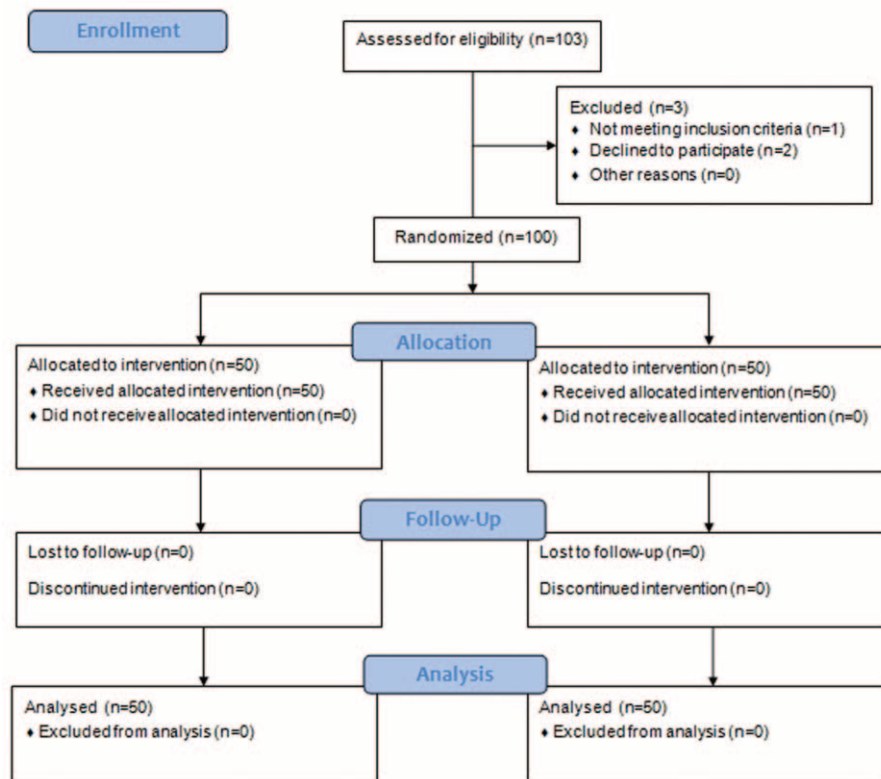 Enrollment
Assessed for eligibility (n=103)
Excluded (n=3)
♦ Not meeting inclusion criteria (n=1)
♦ Declined to participate (n=2)
♦ Other reasons (n=0)
Randomized (n=100)
Allocation
Allocated to intervention (n=50)
♦ Received allocated intervention (n=50)
♦ Did not receive allocated intervention (n=0)
Allocated to intervention (n=50)
♦ Received allocated intervention (n=50)
♦ Did not receive allocated intervention (n=0)
Follow-Up
Lost to follow-up (n=0)
Discontinued intervention (n=0)
Lost to follow-up (n=0)
Discontinued intervention (n=0)
Analysis
Analysed (n=50)
♦ Excluded from analysis (n=0)
Analysed (n=50)
♦ Excluded from analysis (n=0)